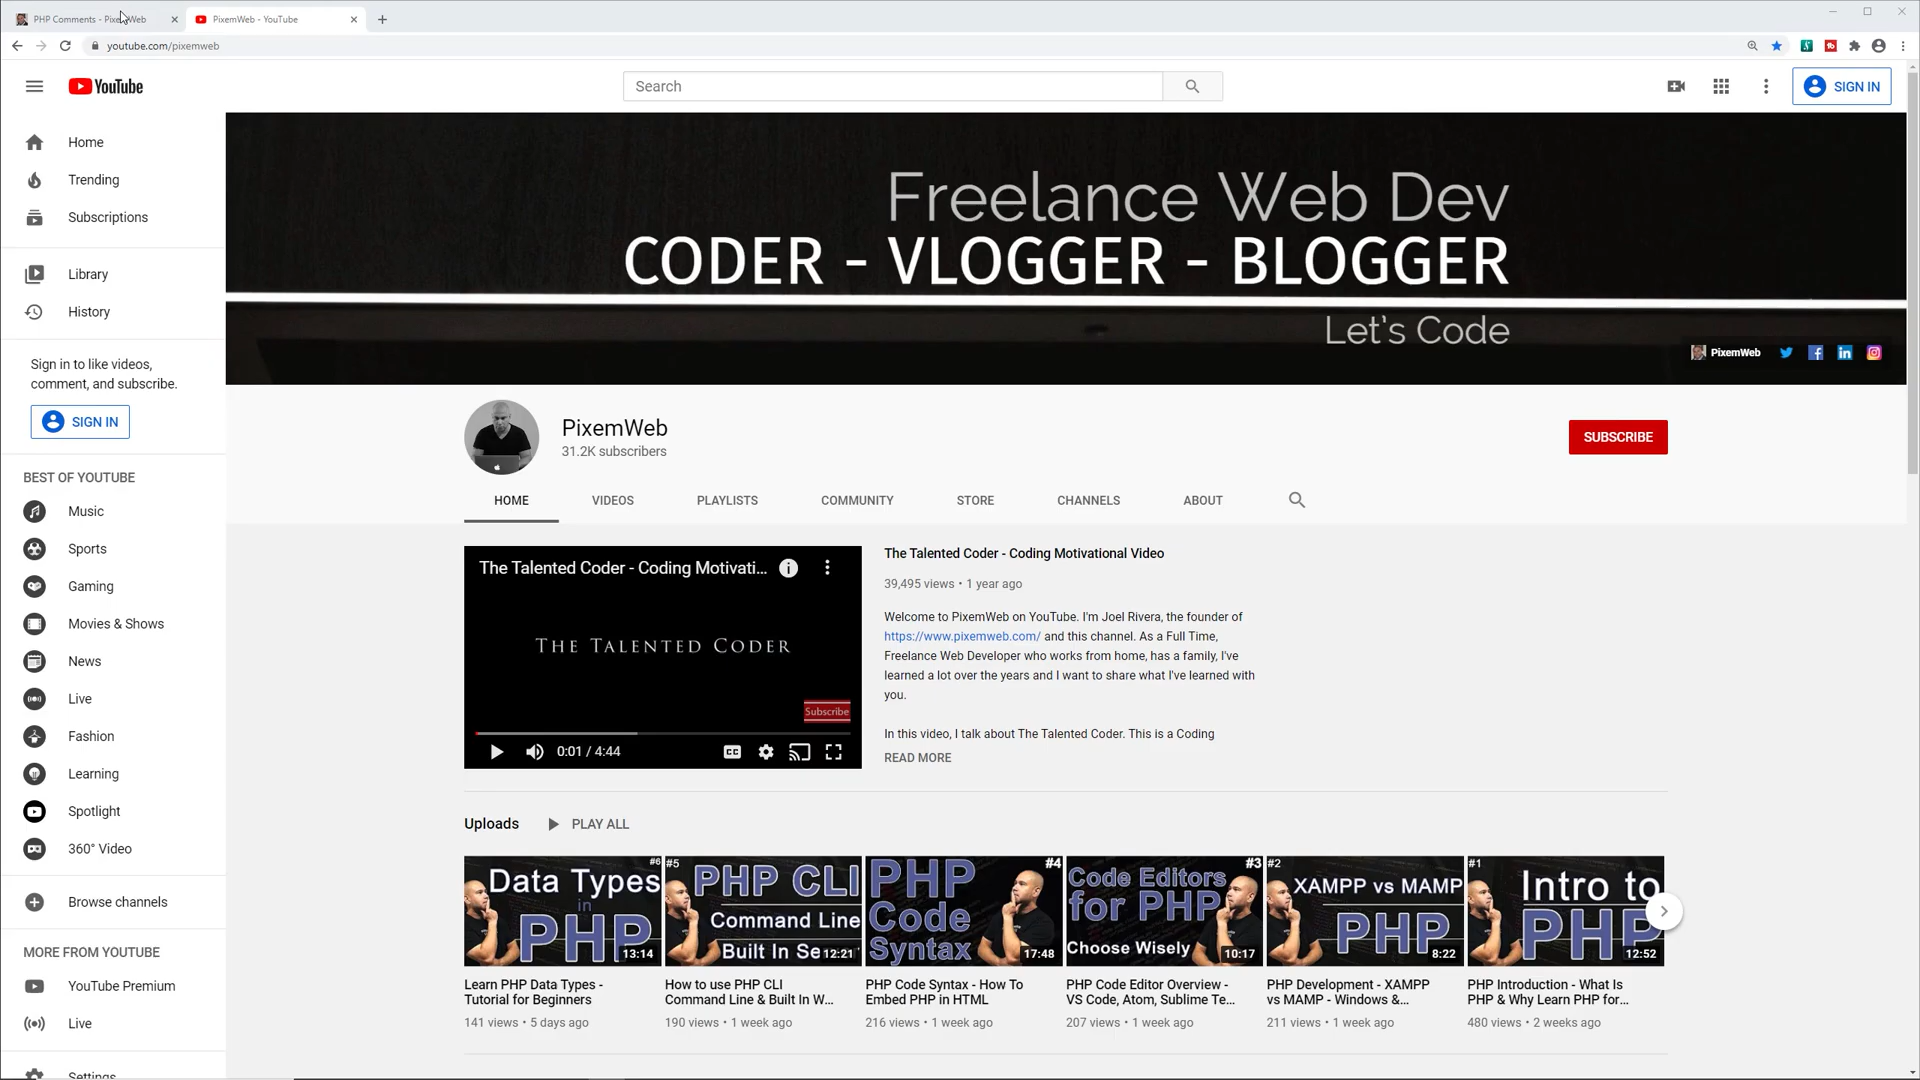 PHP Comments - PixemWeb
PixemWeb - YouTube
youtube.com/pixemweb
YouTube
Search
SIGN IN
Home
Trending
Subscriptions
Library
History
Sign in to like videos,
comment, and subscribe.
SIGN IN
BEST OF YOUTUBE
Music
Sports
Gaming
Movies & Shows
News
Live
Fashion
Learning
Spotlight
360° Video
Browse channels
MORE FROM YOUTUBE
YouTube Premium
Live
Settings
Freelance Web Dev
CODER - VLOGGER - BLOGGER
Let's Code
PixemWeb
PixemWeb
31.2K subscribers
SUBSCRIBE
HOME VIDEOS PLAYLISTS COMMUNITY STORE CHANNELS ABOUT
The Talented Coder - Coding Motivati...
THE TALENTED CODER
Subscribe
0:01 / 4:44
CC
The Talented Coder - Coding Motivational Video
39,495 views • 1 year ago
Welcome to PixemWeb on YouTube. I'm Joel Rivera, the founder of
https://www.pixemweb.com/ and this channel. As a Full Time,
Freelance Web Developer who works from home, has a family, I've
learned a lot over the years and I want to share what I've learned with
you.
In this video, I talk about The Talented Coder. This is a Coding
READ MORE
Uploads PLAY ALL
#6
Data Types
in
PHP
13:14
Learn PHP Data Types -
Tutorial for Beginners
141 views • 5 days ago
#5
PHP CLI
Command Line
Built In Se
12:21
How to use PHP CLI
Command Line & Built In W...
190 views • 1 week ago
#4
PHP
Code
Syntax
17:48
PHP Code Syntax - How To
Embed PHP in HTML
216 views • 1 week ago
#3
Code Editors
for PHP
Choose Wisely
10:17
PHP Code Editor Overview -
VS Code, Atom, Sublime Te...
207 views • 1 week ago
#2
XAMPP vs MAMP
PHP
8:22
PHP Development - XAMPP
vs MAMP - Windows &...
211 views • 1 week ago
#1
Intro to
PHP
12:52
PHP Introduction - What Is
PHP & Why Learn PHP for...
480 views • 2 weeks ago